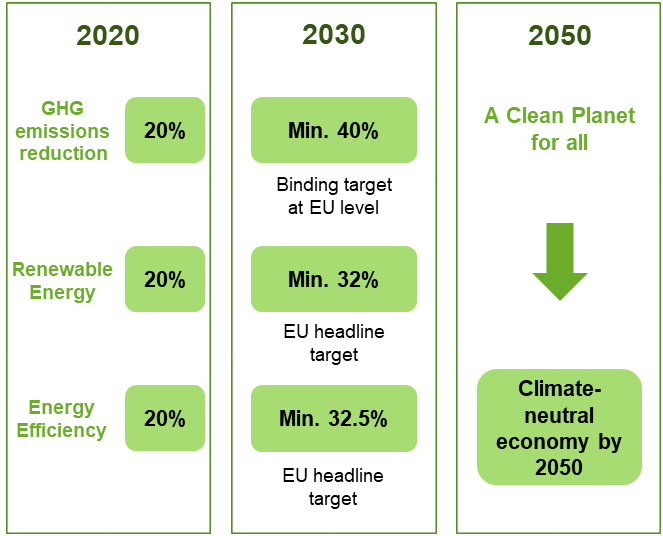 2020
GHG
emissions
reduction
20%
Renewable
Energy
20%
Energy
Efficiency
20%
2030
Min. 40%
Binding target
at EU level
Min. 32%
EU headline
target
Min. 32.5%
EU headline
target
2050
A Clean Planet
for all
Climate-
neutral
economy by
2050